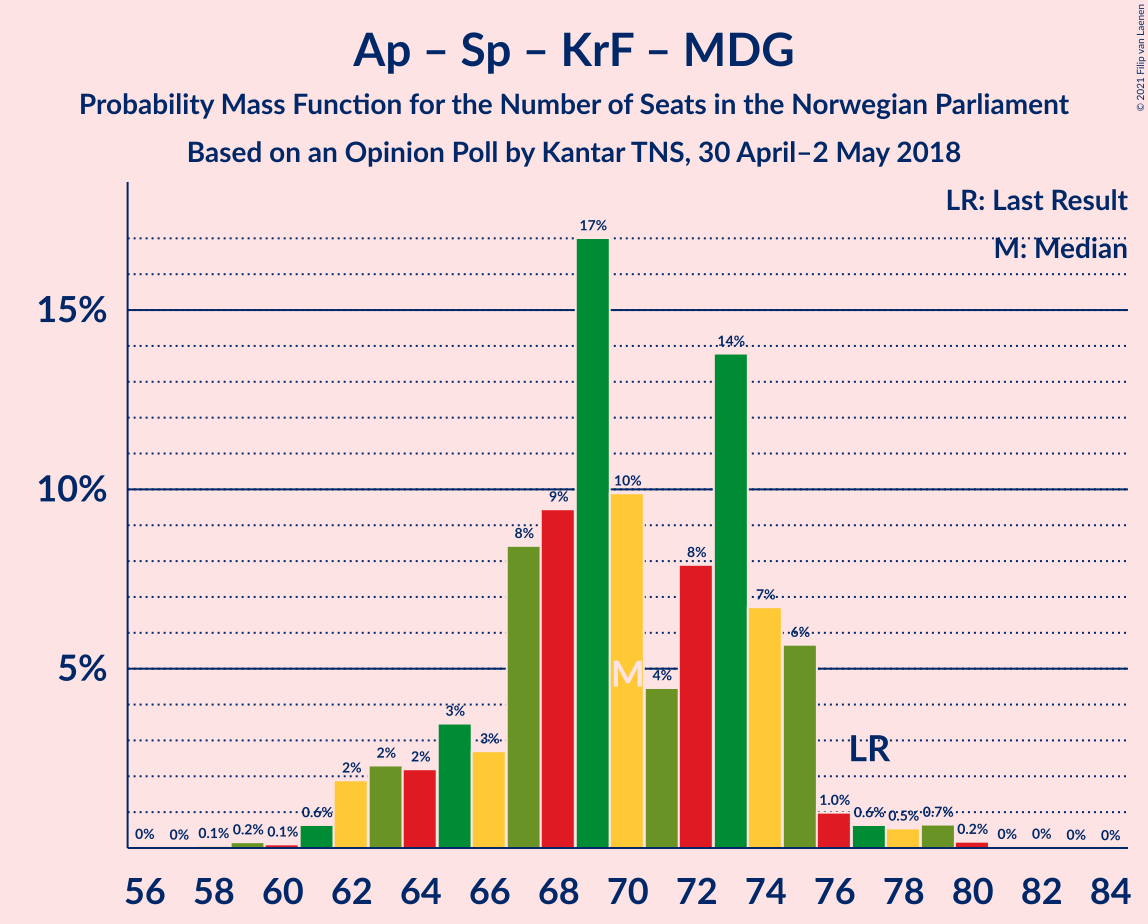 Ap – Sp – KrF – MDG
Probability Mass Function for the Number of Seats in the Norwegian Parliament
Based on an Opinion Poll by Kantar TNS, 30 April–2 May 2018
© 2021 Filip van Laenen
LR: Last Result
M: Median
15%
10%
5%
0% 0% 0.1% 0.2% 0.1% 0.6% 2% 2% 2% 3% 3% 8% 9% 17% 10% 4% 8% 14% 7% 6% 1.0% 0.6% 0.5% 0.7% 0.2% 0% 0% 0% 0%
M
LR
56 58 60 62 64 66 68 70 72 74 76 78 80 82 84